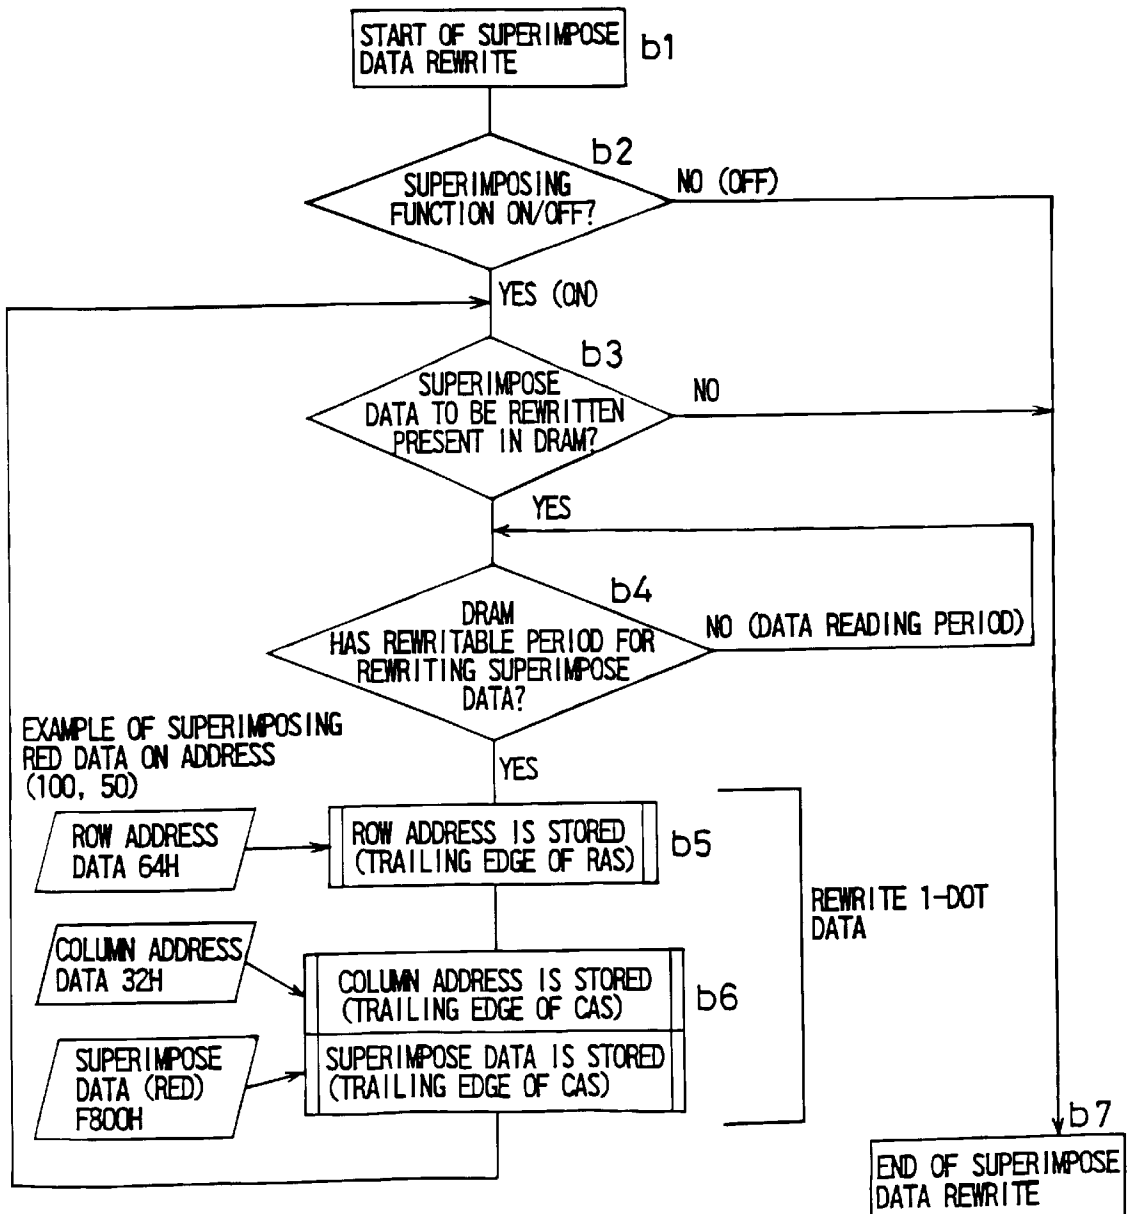 START OF SUPERIMPOSE
DATA REWRITE
b1
b2
SUPERIMPOSING
FUNCTION ON/OFF?
NO (OFF)
YES (ON)
b3
SUPERIMPOSE
DATA TO BE REWRITTEN
PRESENT IN DRAM?
NO
YES
b4
DRAM
HAS REWRITABLE PERIOD FOR
REWRITING SUPERIMPOSE
DATA?
NO (DATA READING PERIOD)
YES
EXAMPLE OF SUPERIMPOSING
RED DATA ON ADDRESS
(100, 50)
ROW ADDRESS
DATA 64H
ROW ADDRESS IS STORED
(TRAILING EDGE OF RAS)
b5
REWRITE 1-DOT
DATA
COLUMN ADDRESS
DATA 32H
COLUMN ADDRESS IS STORED
(TRAILING EDGE OF CAS)
b6
SUPERIMPOSE
DATA (RED)
F800H
SUPERIMPOSE DATA IS STORED
(TRAILING EDGE OF CAS)
b7
END OF SUPERIMPOSE
DATA REWRITE